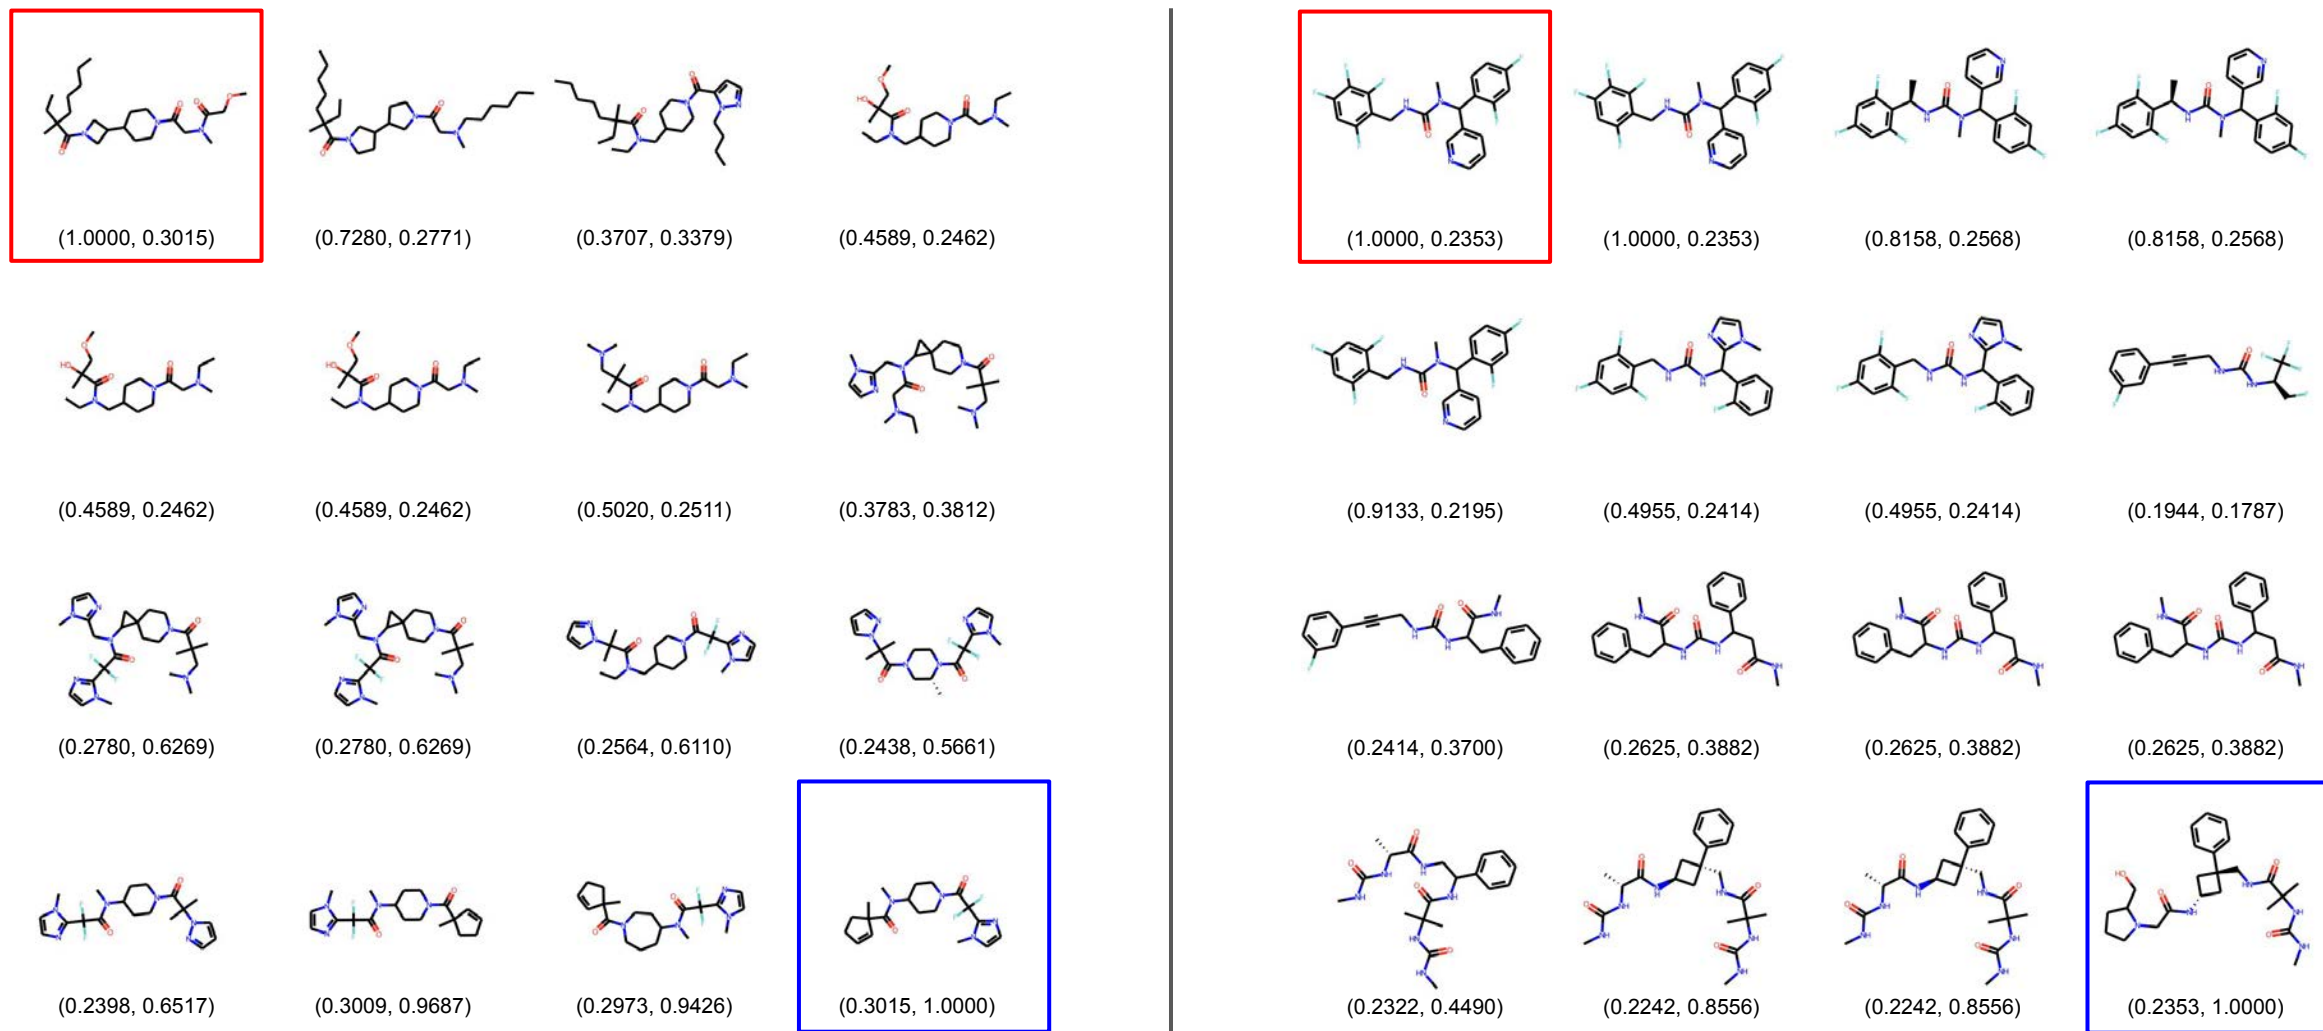 (1.0000, 0.3015) (0.7280, 0.2771) (0.3707, 0.3379) (0.4589, 0.2462) (1.0000, 0.2353) (1.0000, 0.2353) (0.8158, 0.2568) (0.8158, 0.2568)
(0.4589, 0.2462) (0.4589, 0.2462) (0.5020, 0.2511) (0.3783, 0.3812) (0.9133, 0.2195) (0.4955, 0.2414) (0.4955, 0.2414) (0.1944, 0.1787)
(0.2780, 0.6269) (0.2780, 0.6269) (0.2564, 0.6110) (0.2438, 0.5661) (0.2414, 0.3700) (0.2625, 0.3882) (0.2625, 0.3882) (0.2625, 0.3882)
(0.2398, 0.6517) (0.3009, 0.9687) (0.2973, 0.9426) (0.3015, 1.0000) (0.2322, 0.4490) (0.2242, 0.8556) (0.2242, 0.8556) (0.2353, 1.0000)